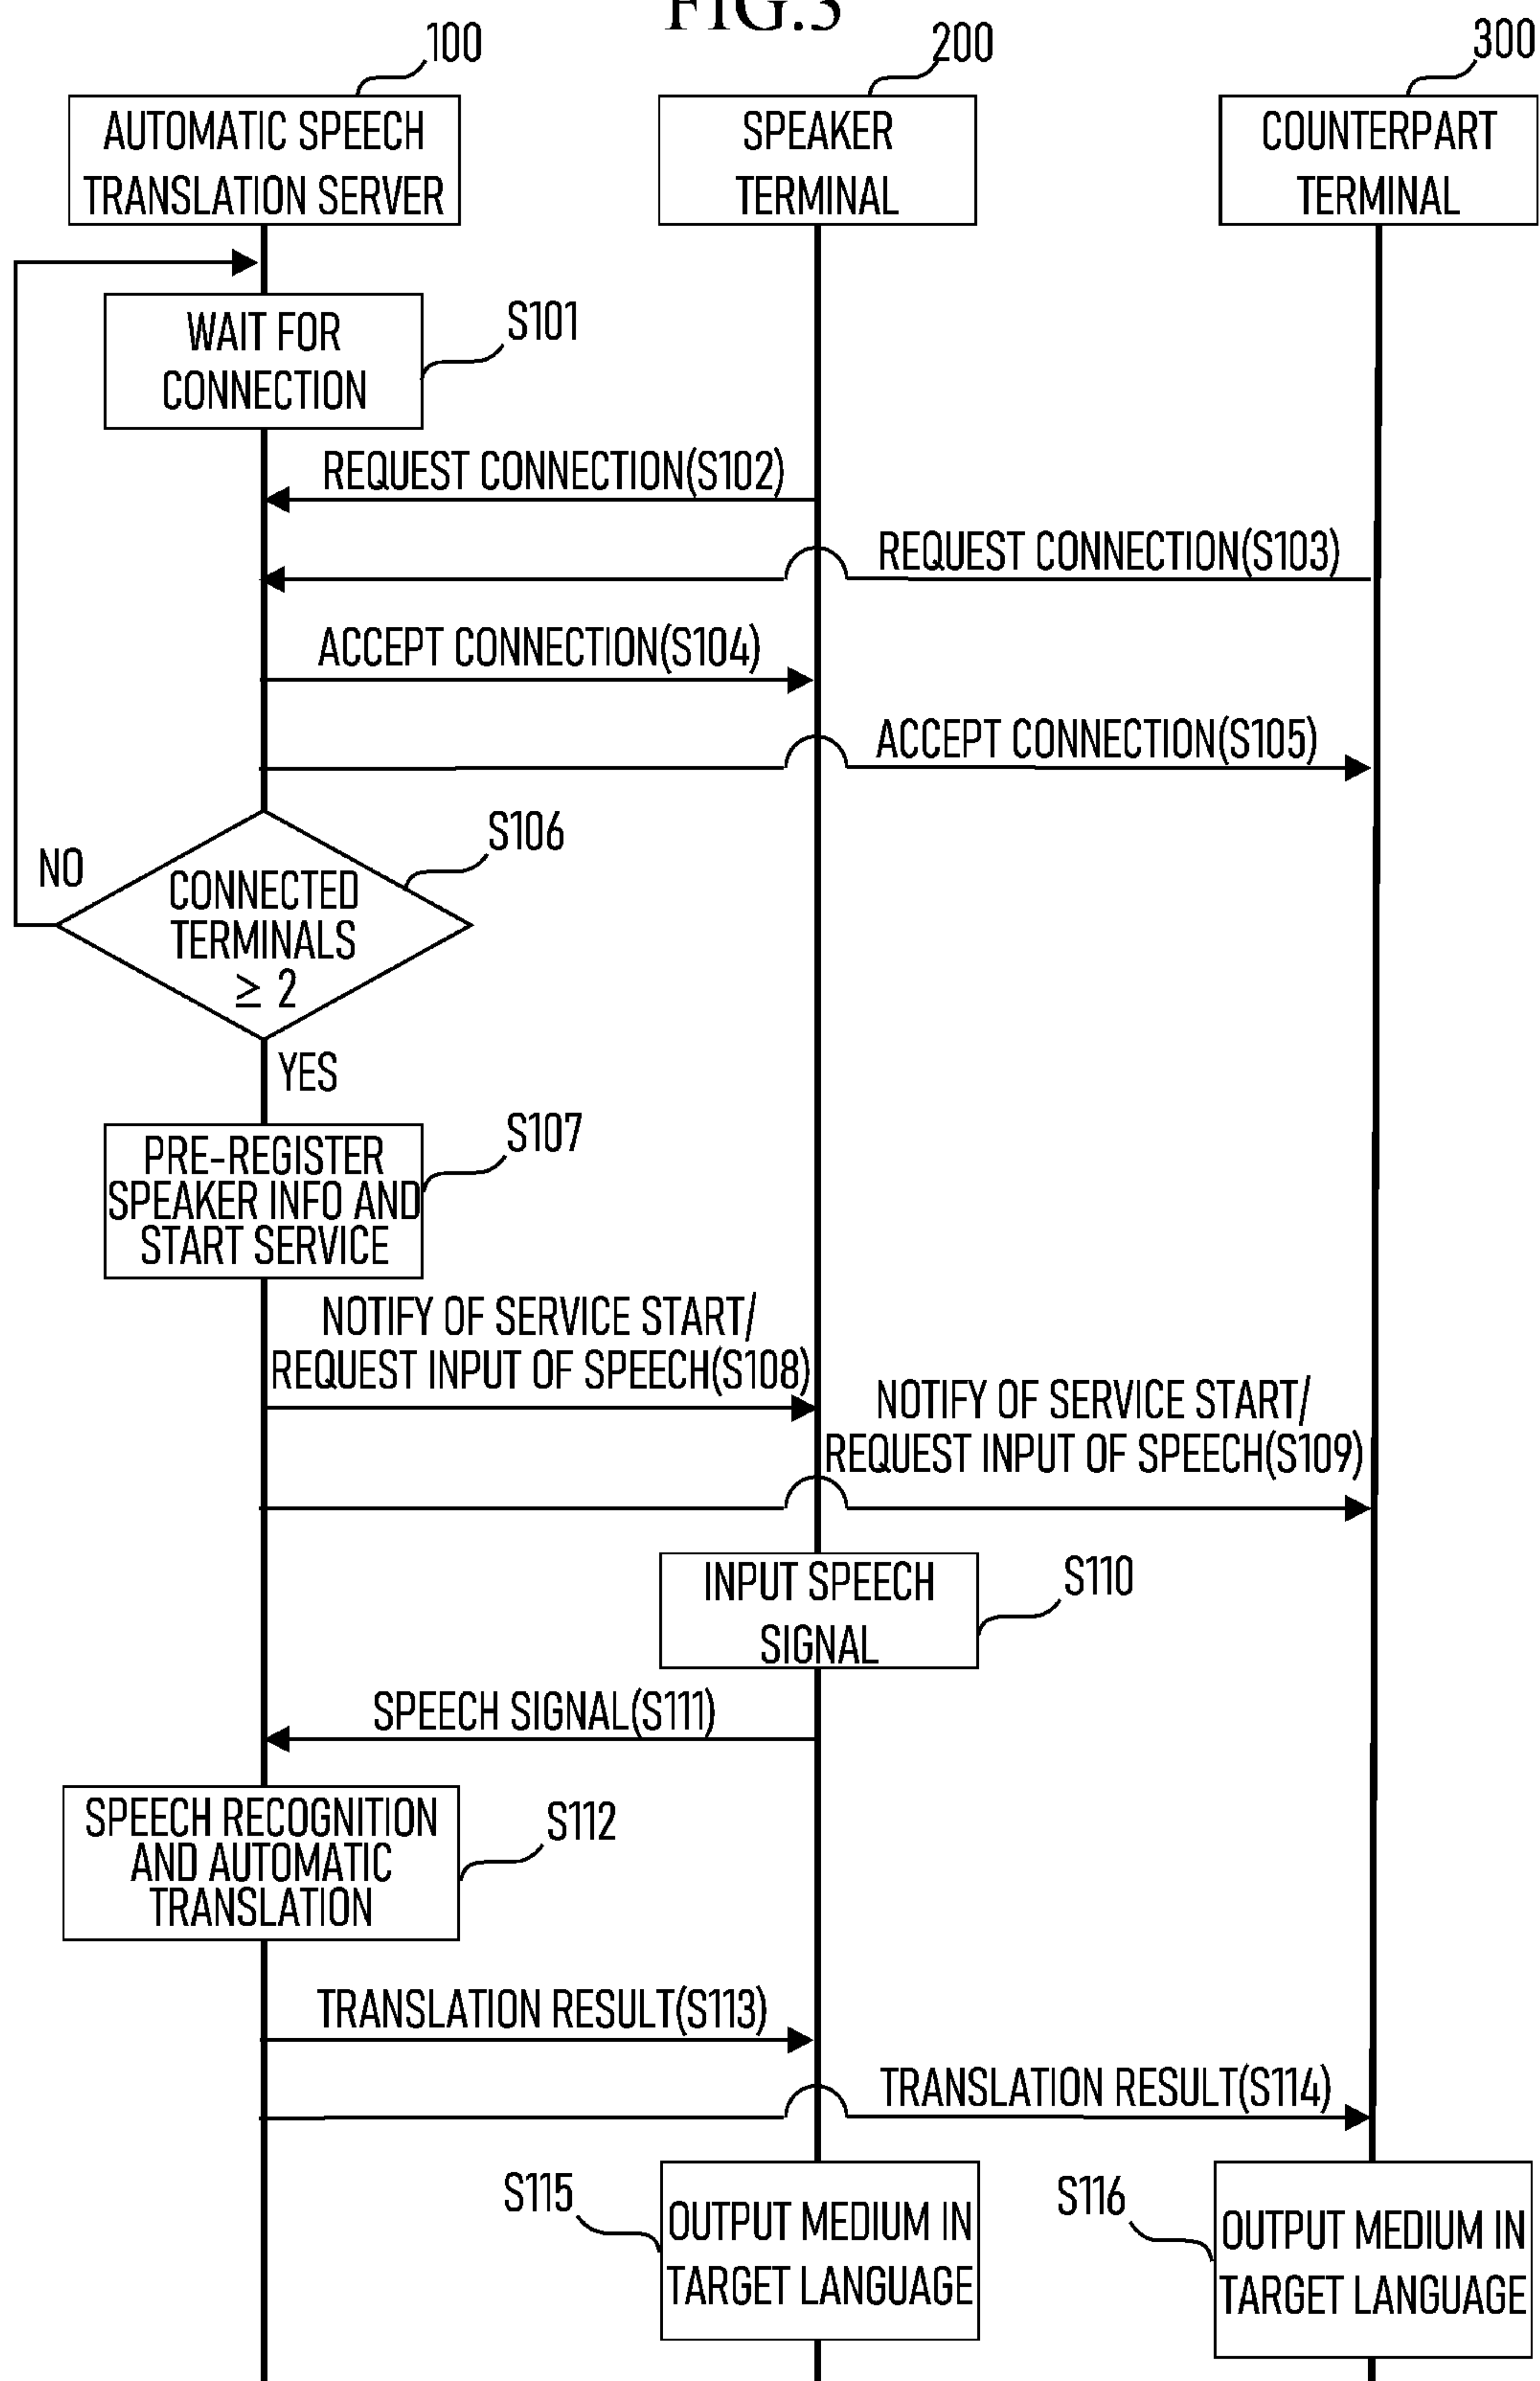 FIG.3
100
200
300
AUTOMATIC SPEECH
TRANSLATION SERVER
SPEAKER
TERMINAL
COUNTERPART
TERMINAL
WAIT FOR
CONNECTION
S101
REQUEST CONNECTION(S102)
REQUEST CONNECTION(S103)
ACCEPT CONNECTION(S104)
ACCEPT CONNECTION(S105)
S106
NO
CONNECTED
TERMINALS
≥ 2
YES
S107
PRE-REGISTER
SPEAKER INFO AND
START SERVICE
NOTIFY OF SERVICE START/
REQUEST INPUT OF SPEECH(S108)
NOTIFY OF SERVICE START/
REQUEST INPUT OF SPEECH(S109)
INPUT SPEECH
SIGNAL
S110
SPEECH SIGNAL(S111)
SPEECH RECOGNITION
AND AUTOMATIC
TRANSLATION
S112
TRANSLATION RESULT(S113)
TRANSLATION RESULT(S114)
S115
OUTPUT MEDIUM IN
TARGET LANGUAGE
S116
OUTPUT MEDIUM IN
TARGET LANGUAGE